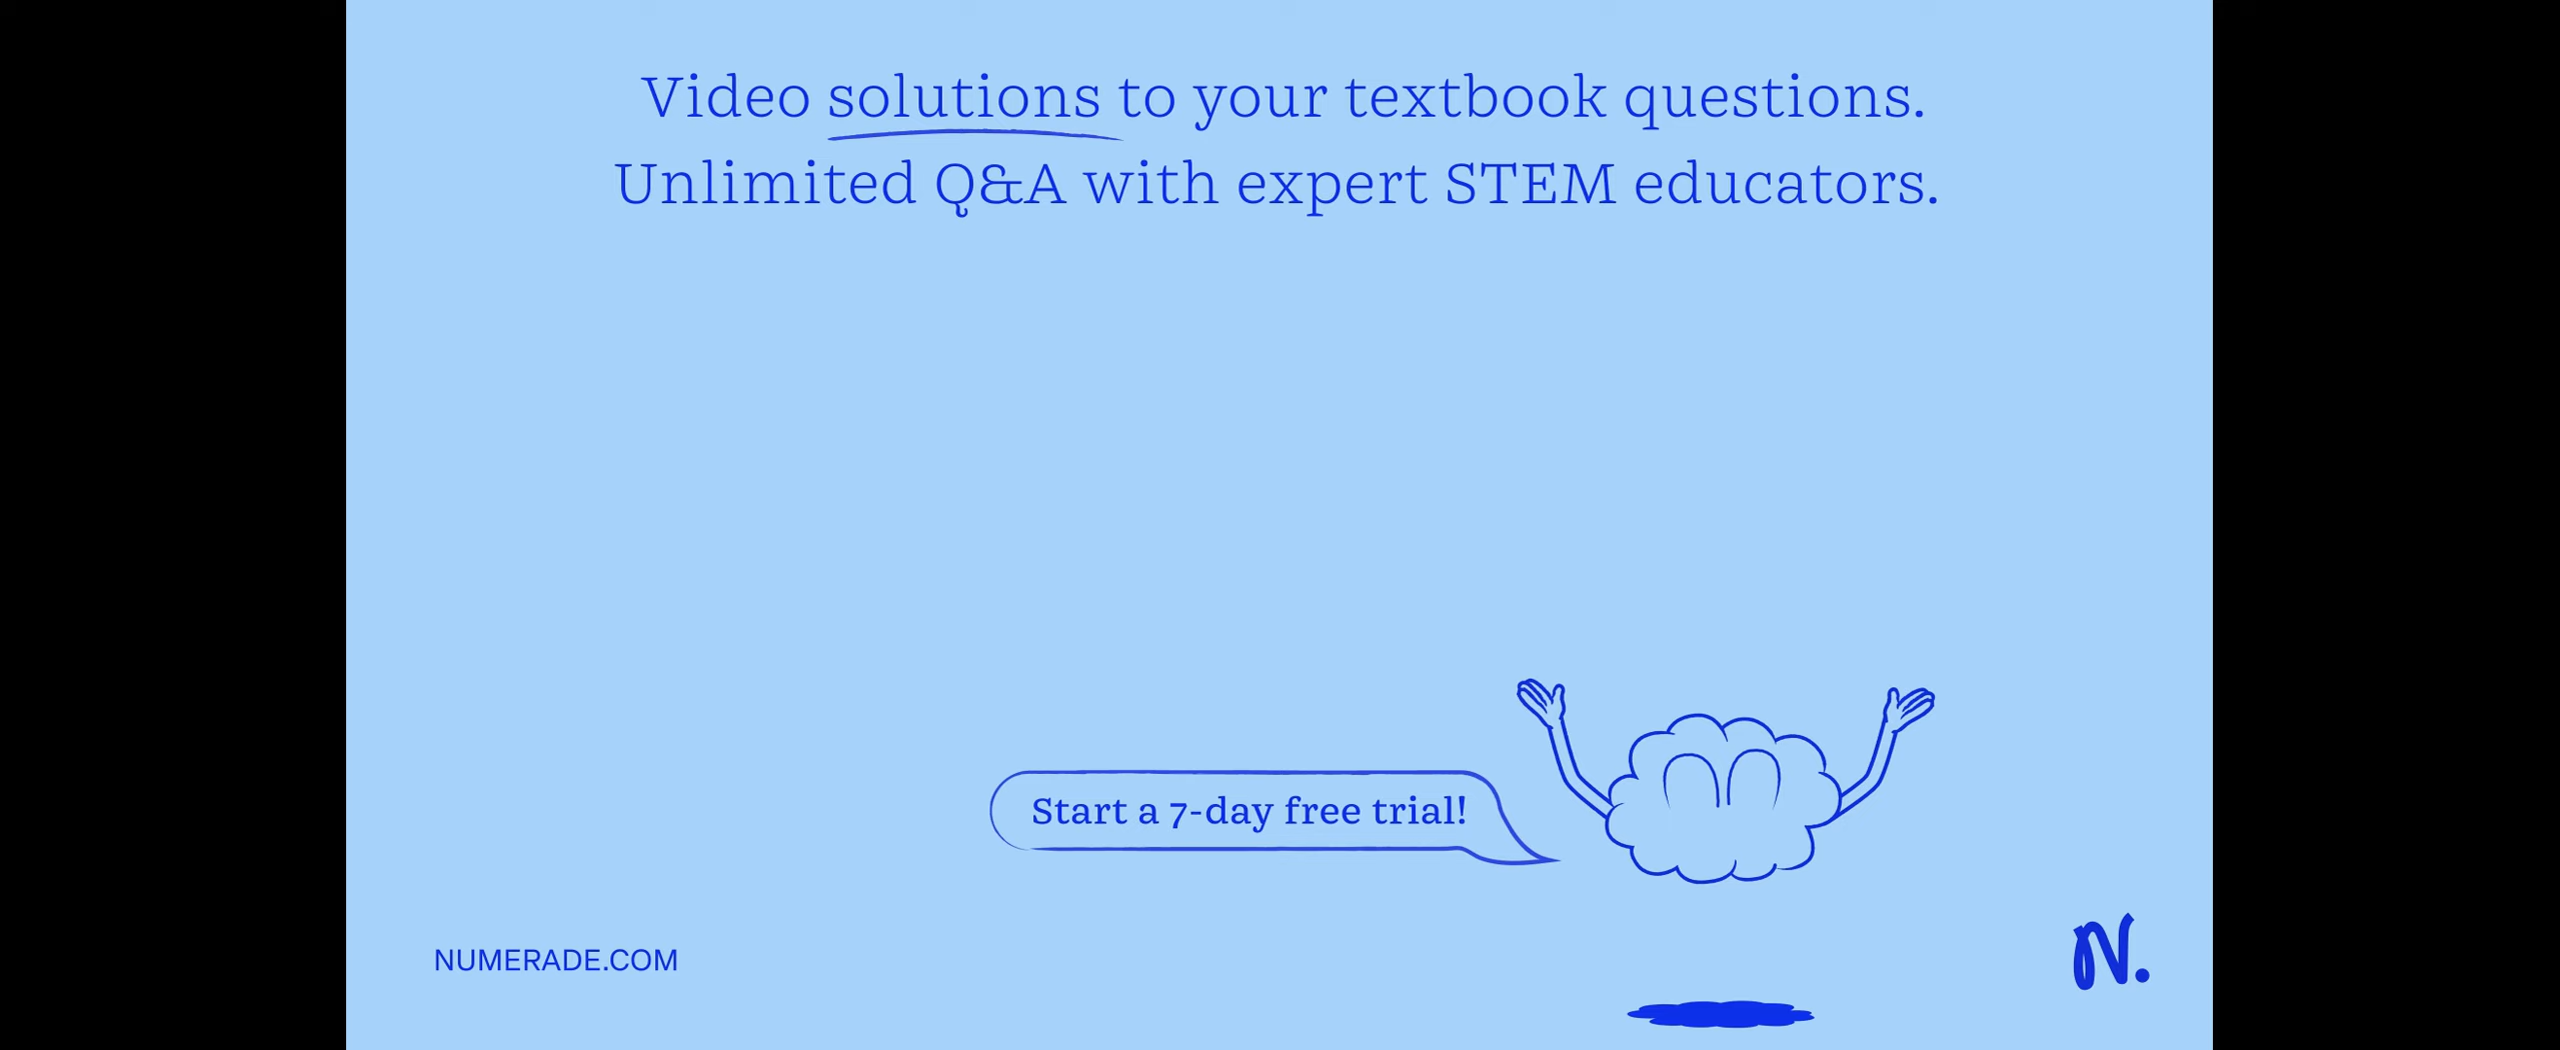 Video solutions to your textbook questions.
Unlimited Q&A with expert STEM educators.
Start a 7-day free trial!
NUMERADE.COM
N.